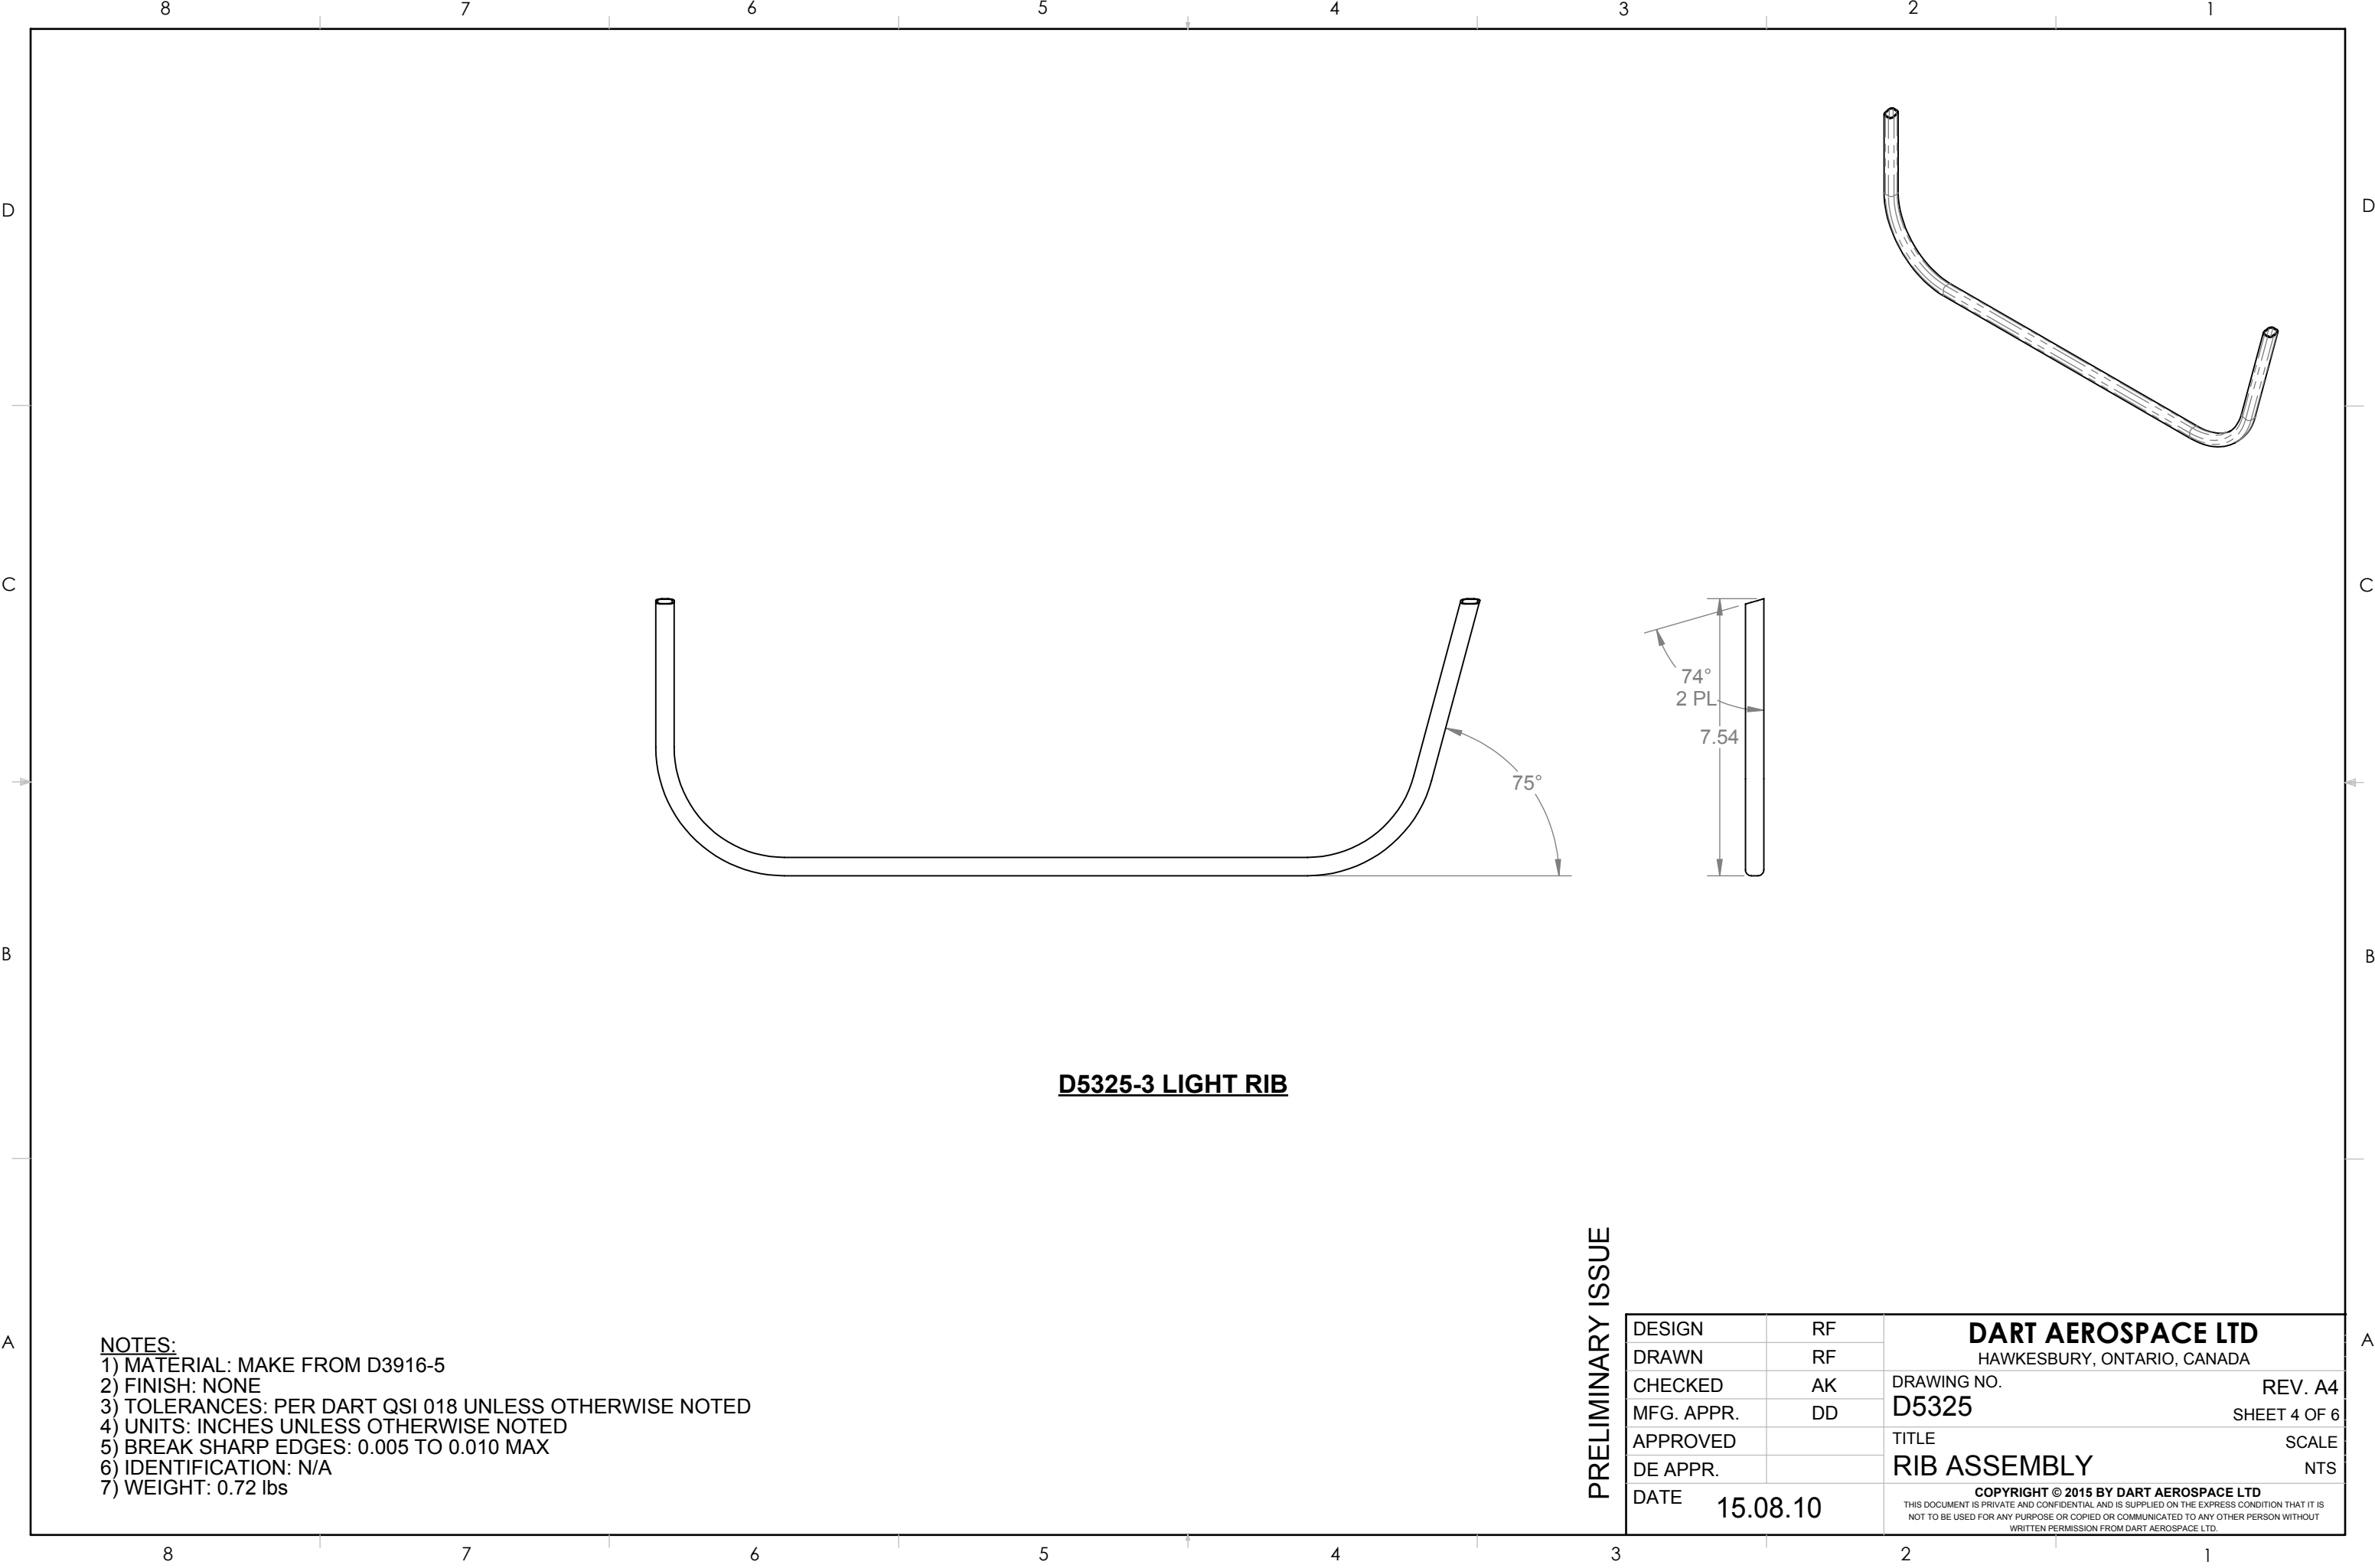 8 7 6 5 4 3 2 1
D D
C C
B B
A A
74°
2 PL
7.54
75°
D5325-3 LIGHT RIB
NOTES:
1) MATERIAL: MAKE FROM D3916-5
2) FINISH: NONE
3) TOLERANCES: PER DART QSI 018 UNLESS OTHERWISE NOTED
4) UNITS: INCHES UNLESS OTHERWISE NOTED
5) BREAK SHARP EDGES: 0.005 TO 0.010 MAX
6) IDENTIFICATION: N/A
7) WEIGHT: 0.72 lbs
PRELIMINARY ISSUE
DESIGN RF
DRAWN RF
CHECKED AK
MFG. APPR. DD
APPROVED
DE APPR.
DATE 15.08.10
DART AEROSPACE LTD
HAWKESBURY, ONTARIO, CANADA
DRAWING NO. REV. A4
D5325 SHEET 4 OF 6
TITLE SCALE
RIB ASSEMBLY NTS
COPYRIGHT © 2015 BY DART AEROSPACE LTD
THIS DOCUMENT IS PRIVATE AND CONFIDENTIAL AND IS SUPPLIED ON THE EXPRESS CONDITION THAT IT IS
NOT TO BE USED FOR ANY PURPOSE OR COPIED OR COMMUNICATED TO ANY OTHER PERSON WITHOUT
WRITTEN PERMISSION FROM DART AEROSPACE LTD.
8 7 6 5 4 3 2 1